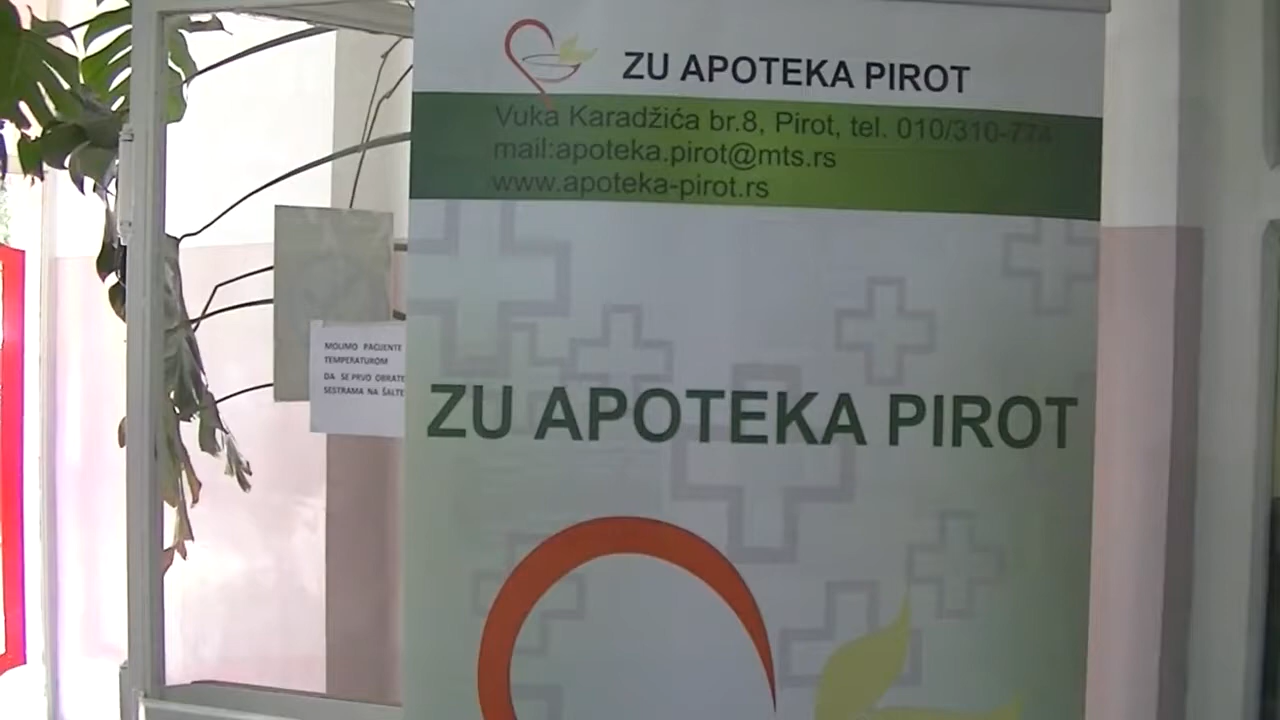 ZU APOTEKA PIROT
Vuka Karadžića br.8, Pirot, tel. 010/310-774
mail:apoteka.pirot@mts.rs
www.apoteka-pirot.rs
MOLIMO PACIJENTE
TEMPERATUROM
DA SE PRVO OBRATE
SESTRAMA NA ŠALTE
ZU APOTEKA PIROT